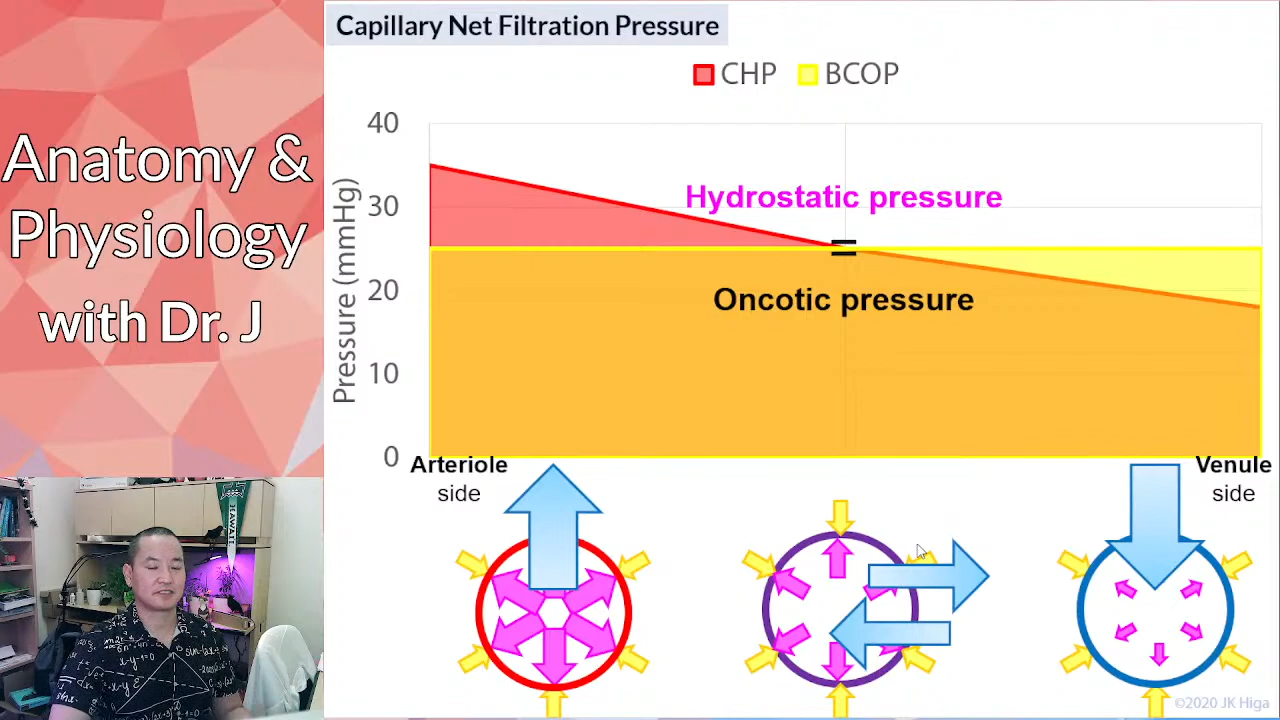 Anatomy &
Physiology
with Dr. J
Capillary Net Filtration Pressure
CHP BCOP
Pressure (mmHg)
40
30
20
10
0
Hydrostatic pressure
=
Oncotic pressure
Arteriole
side
Venule
side
HAWAII
©2020 JK Higa